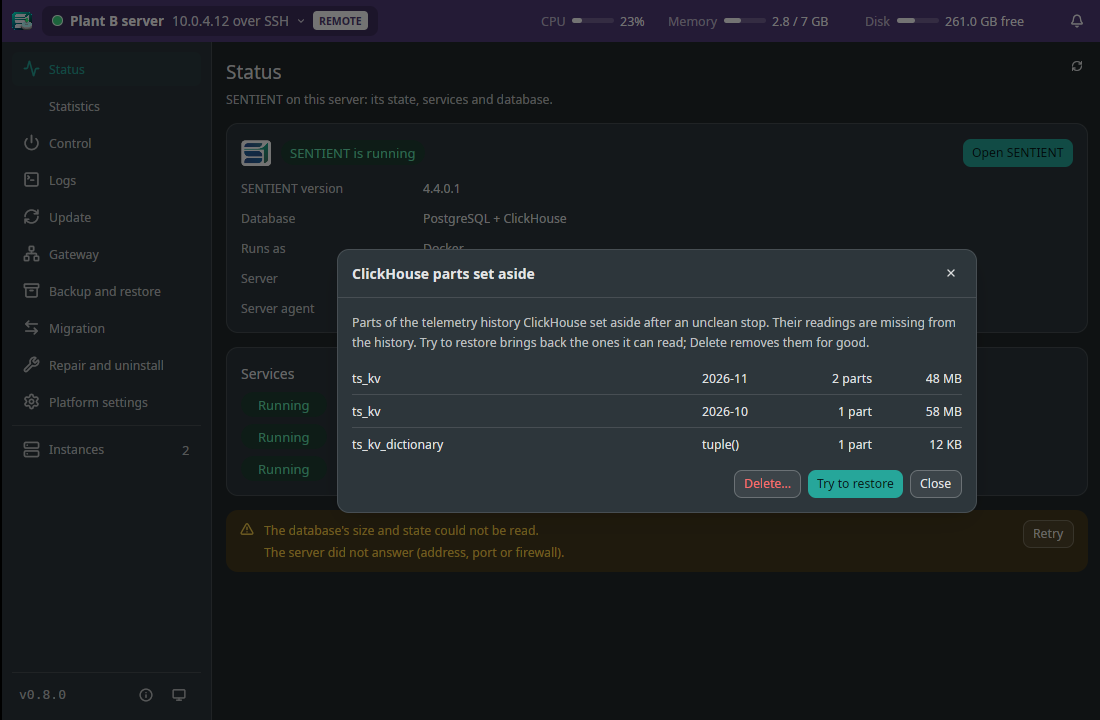 Plant B server 10.0.4.12 over SSH REMOTE CPU 23% Memory 2.8 / 7 GB Disk 261.0 GB free
Status
Statistics
Control
Logs
Update
Gateway
Backup and restore
Migration
Repair and uninstall
Platform settings
Instances 2
v0.8.0
Status
SENTIENT on this server: its state, services and database.
SENTIENT is running Open SENTIENT
SENTIENT version 4.4.0.1
Database PostgreSQL + ClickHouse
Runs as Docker
Server
Server agent
Services
Running
Running
Running
ClickHouse parts set aside
Parts of the telemetry history ClickHouse set aside after an unclean stop. Their readings are missing from
the history. Try to restore brings back the ones it can read; Delete removes them for good.
ts_kv 2026-11 2 parts 48 MB
ts_kv 2026-10 1 part 58 MB
ts_kv_dictionary tuple() 1 part 12 KB
Delete... Try to restore Close
The database's size and state could not be read.
The server did not answer (address, port or firewall).
Retry